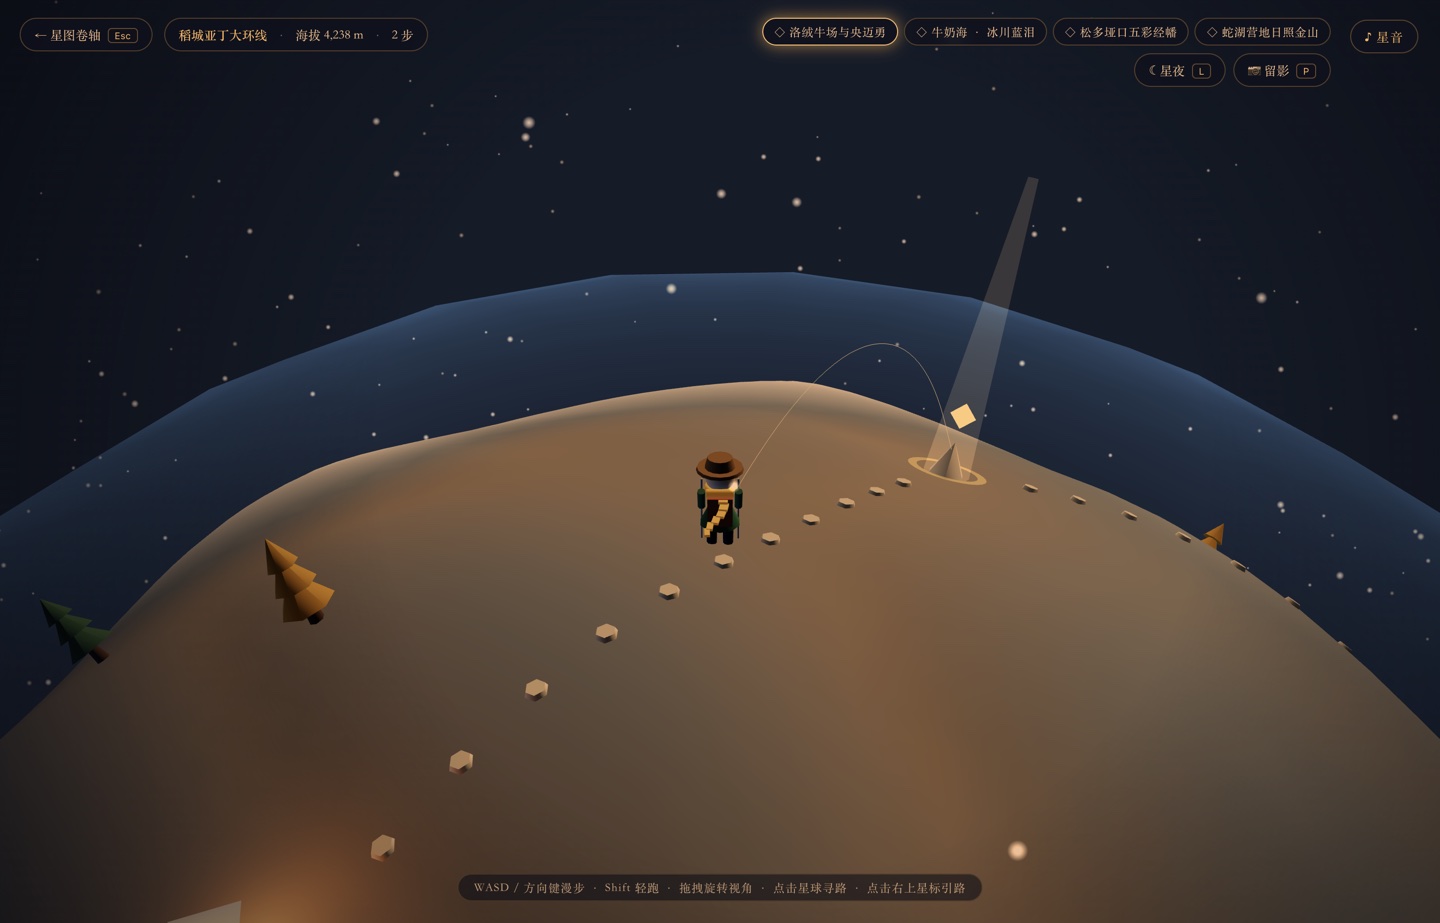 ← 星图卷轴 Esc
稻城亚丁大环线 · 海拔 4,238 m · 2 步
◇ 洛绒牛场与央迈勇
◇ 牛奶海 · 冰川蓝泪
◇ 松多垭口五彩经幡
◇ 蛇湖营地日照金山
♪ 星音
☾ 星夜 L
📷 留影 P
WASD / 方向键漫步 · Shift 轻跑 · 拖拽旋转视角 · 点击星球寻路 · 点击右上星标引路